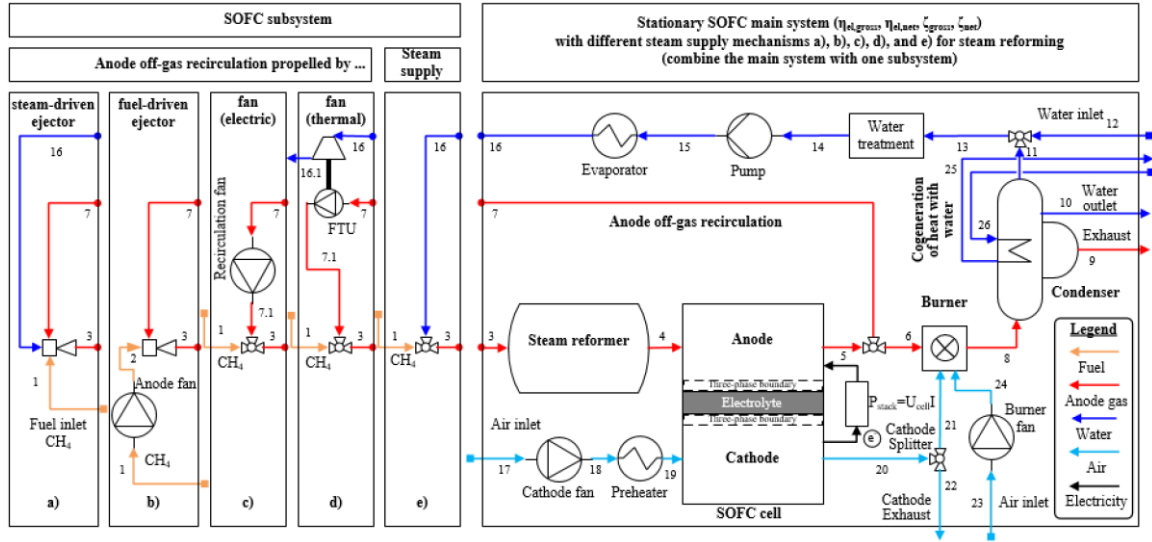 SOFC subsystem
Stationary SOFC main system (ηel,gross, ηel,net, ζgross, ζnet)
with different steam supply mechanisms a), b), c), d), and e) for steam reforming
(combine the main system with one subsystem)
Anode off-gas recirculation propelled by ...
Steam
supply
steam-driven
ejector
fuel-driven
ejector
fan
(electric)
fan
(thermal)
16
7
3
1
Fuel inlet
CH4
a)
7
3
2
Anode fan
1
CH4
b)
7
Recirculation fan
7.1
1
3
CH4
c)
16
16.1
7
FTU
7.1
1
3
CH4
d)
16
1
3
CH4
e)
16
Evaporator
15
Pump
14
Water
treatment
13
Water inlet
12
11
25
26
Cogeneration
of heat with
water
10
Water
outlet
Exhaust
9
Condenser
7
Anode off-gas recirculation
3
Steam reformer
4
Anode
5
6
Burner
8
Three-phase boundary
Electrolyte
Three-phase boundary
Pstack=UcellI
e
Cathode
SOFC cell
Air inlet
17
Cathode fan
18
Preheater
19
20
Cathode
Splitter
21
22
Cathode
Exhaust
24
Burner
fan
23
Air inlet
Legend
Fuel
Anode gas
Water
Air
Electricity